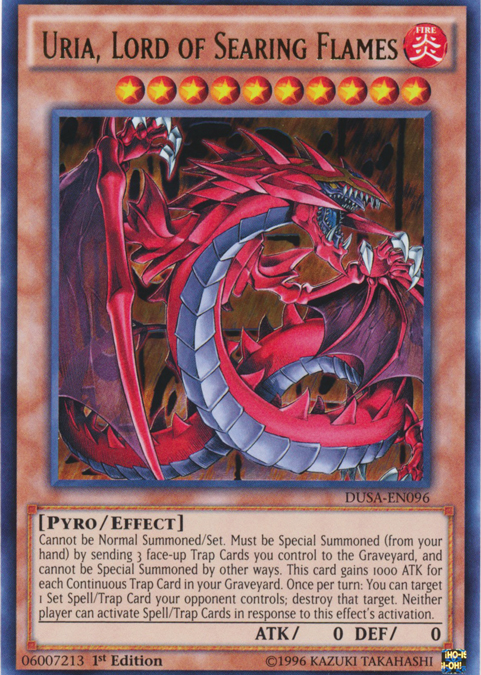 URIA, LORD OF SEARING FLAMES
FIRE
炎
DUSA-EN096
[PYRO/EFFECT]
Cannot be Normal Summoned/Set. Must be Special Summoned (from your
hand) by sending 3 face-up Trap Cards you control to the Graveyard, and
cannot be Special Summoned by other ways. This card gains 1000 ATK for
each Continuous Trap Card in your Graveyard. Once per turn: You can target
1 Set Spell/Trap Card your opponent controls; destroy that target. Neither
player can activate Spell/Trap Cards in response to this effect's activation.
ATK/ 0 DEF/ 0
06007213 1st Edition ©1996 KAZUKI TAKAHASHI